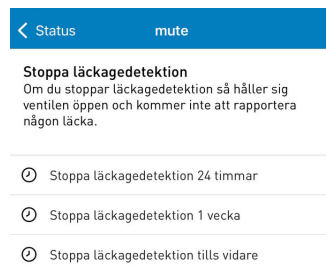 Status
mute
Stoppa läckagedetektion
Om du stoppar läckagedetektion så håller sig
ventilen öppen och kommer inte att rapportera
någon läcka.
Stoppa läckagedetektion 24 timmar
Stoppa läckagedetektion 1 vecka
Stoppa läckagedetektion tills vidare